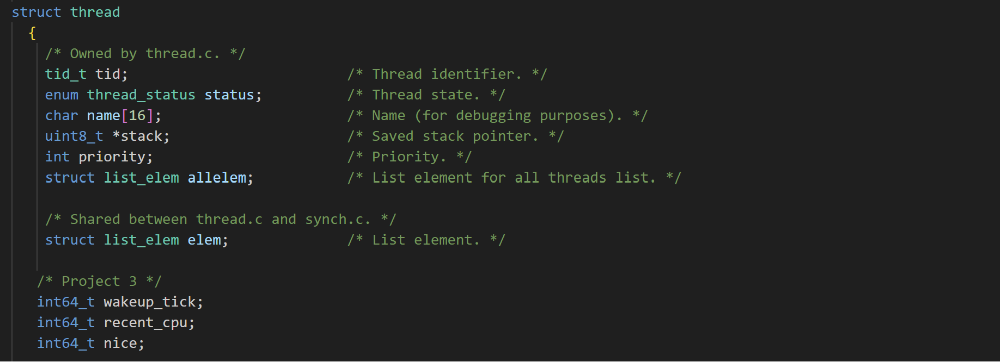 struct thread
{
/* Owned by thread.c. */
tid_t tid; /* Thread identifier. */
enum thread_status status; /* Thread state. */
char name[16]; /* Name (for debugging purposes). */
uint8_t *stack; /* Saved stack pointer. */
int priority; /* Priority. */
struct list_elem allelem; /* List element for all threads list. */
/* Shared between thread.c and synch.c. */
struct list_elem elem; /* List element. */
/* Project 3 */
int64_t wakeup_tick;
int64_t recent_cpu;
int64_t nice;